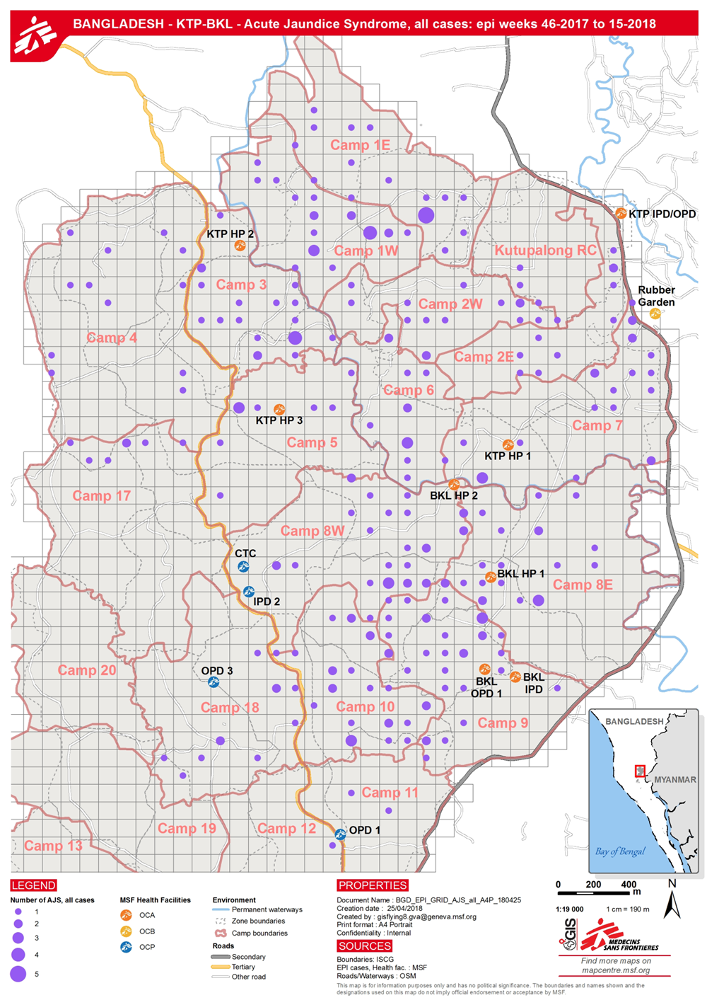 BANGLADESH - KTP-BKL - Acute Jaundice Syndrome, all cases: epi weeks 46-2017 to 15-2018
Camp 1E
KTP IPD/OPD
KTP HP 2
Camp 1W
Kutupalong RC
Camp 3
Rubber
Garden
Camp 2W
Camp 4
Camp 2E
Camp 6
KTP HP 3
Camp 7
Camp 5
KTP HP 1
Camp 17
BKL HP 2
Camp 8W
CTC
BKL HP 1
Camp 8E
IPD 2
Camp 20
OPD 3
BKL
OPD 1
BKL
IPD
Camp 18
Camp 10
Camp 9
BANGLADESH
MYANMAR
Bay of Bengal
Camp 11
Camp 19
Camp 12
OPD 1
Camp 13
LEGEND
Number of AJS, all cases
1
2
3
4
5
MSF Health Facilities
OCA
OCB
OCP
Environment
Permanent waterways
Zone boundaries
Camp boundaries
Roads
Secondary
Tertiary
Other road
PROPERTIES
Document Name : BGD_EPI_GRID_AJS_all_A4P_180425
Creation date : 25/04/2018
Created by : gisflying8.gva@geneva.msf.org
Print format : A4 Portrait
Confidentiality : Internal
SOURCES
Boundaries: ISCG
EPI cases, Health fac. : MSF
Roads/Waterways : OSM
This map is for information purposes only and has no political significance. The boundaries and names shown and the
designations used on this map do not imply official endorsement or acceptance by MSF.
0 200 400
m
N
1:19 000 1 cm = 190 m
GIS
MEDECINS
SANS FRONTIERES
Find more maps on
mapcentre.msf.org